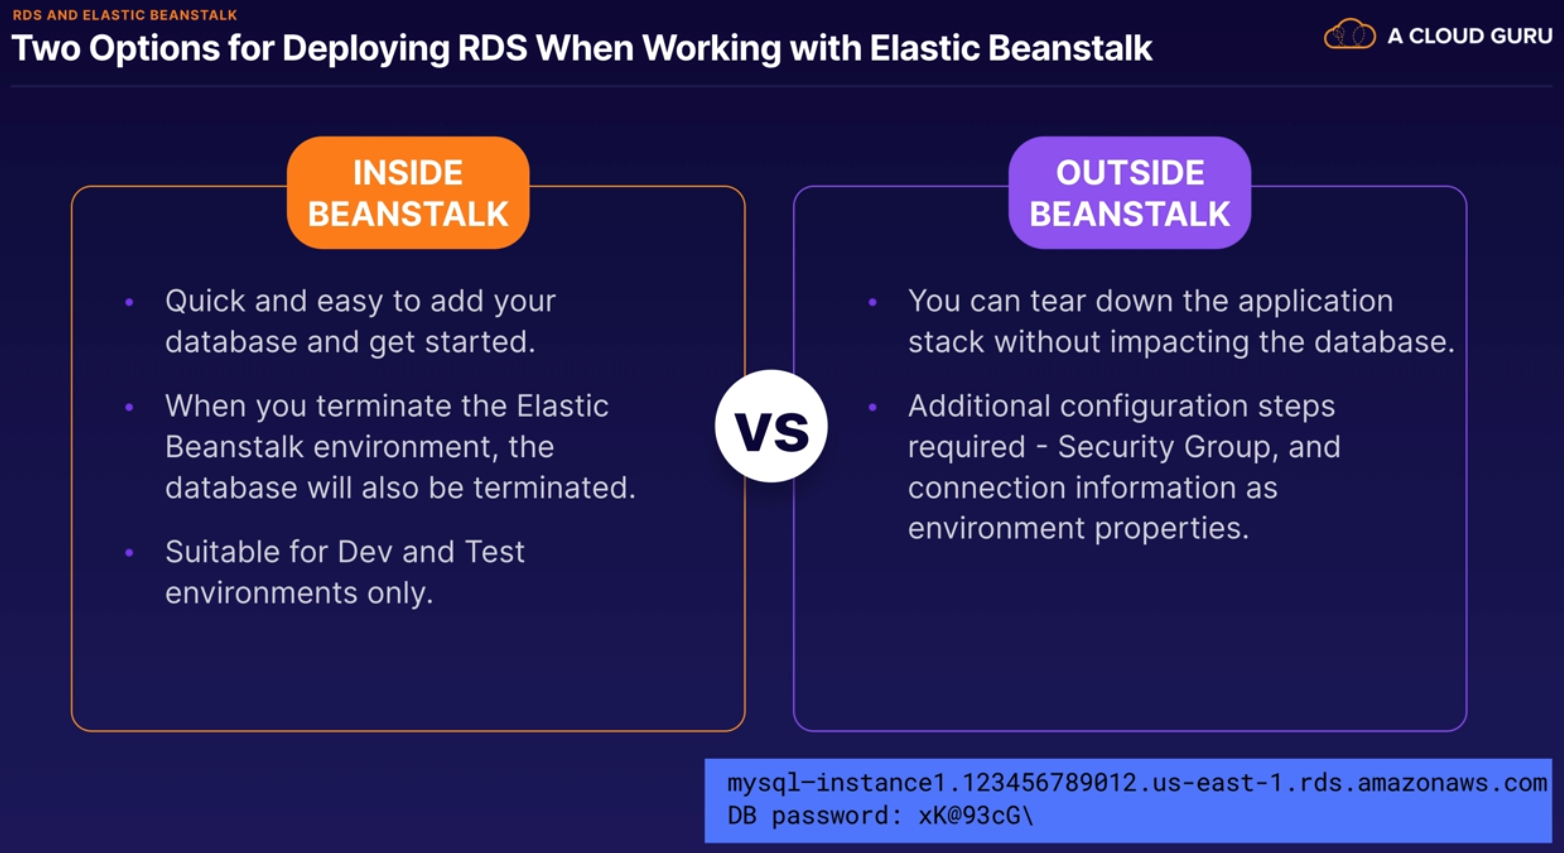 RDS AND ELASTIC BEANSTALK
Two Options for Deploying RDS When Working with Elastic Beanstalk
A CLOUD GURU
INSIDE
BEANSTALK
• Quick and easy to add your
database and get started.
• When you terminate the Elastic
Beanstalk environment, the
database will also be terminated.
• Suitable for Dev and Test
environments only.
VS
OUTSIDE
BEANSTALK
• You can tear down the application
stack without impacting the database.
• Additional configuration steps
required - Security Group, and
connection information as
environment properties.
mysql–instance1.123456789012.us-east-1.rds.amazonaws.com
DB password: xK@93cG\